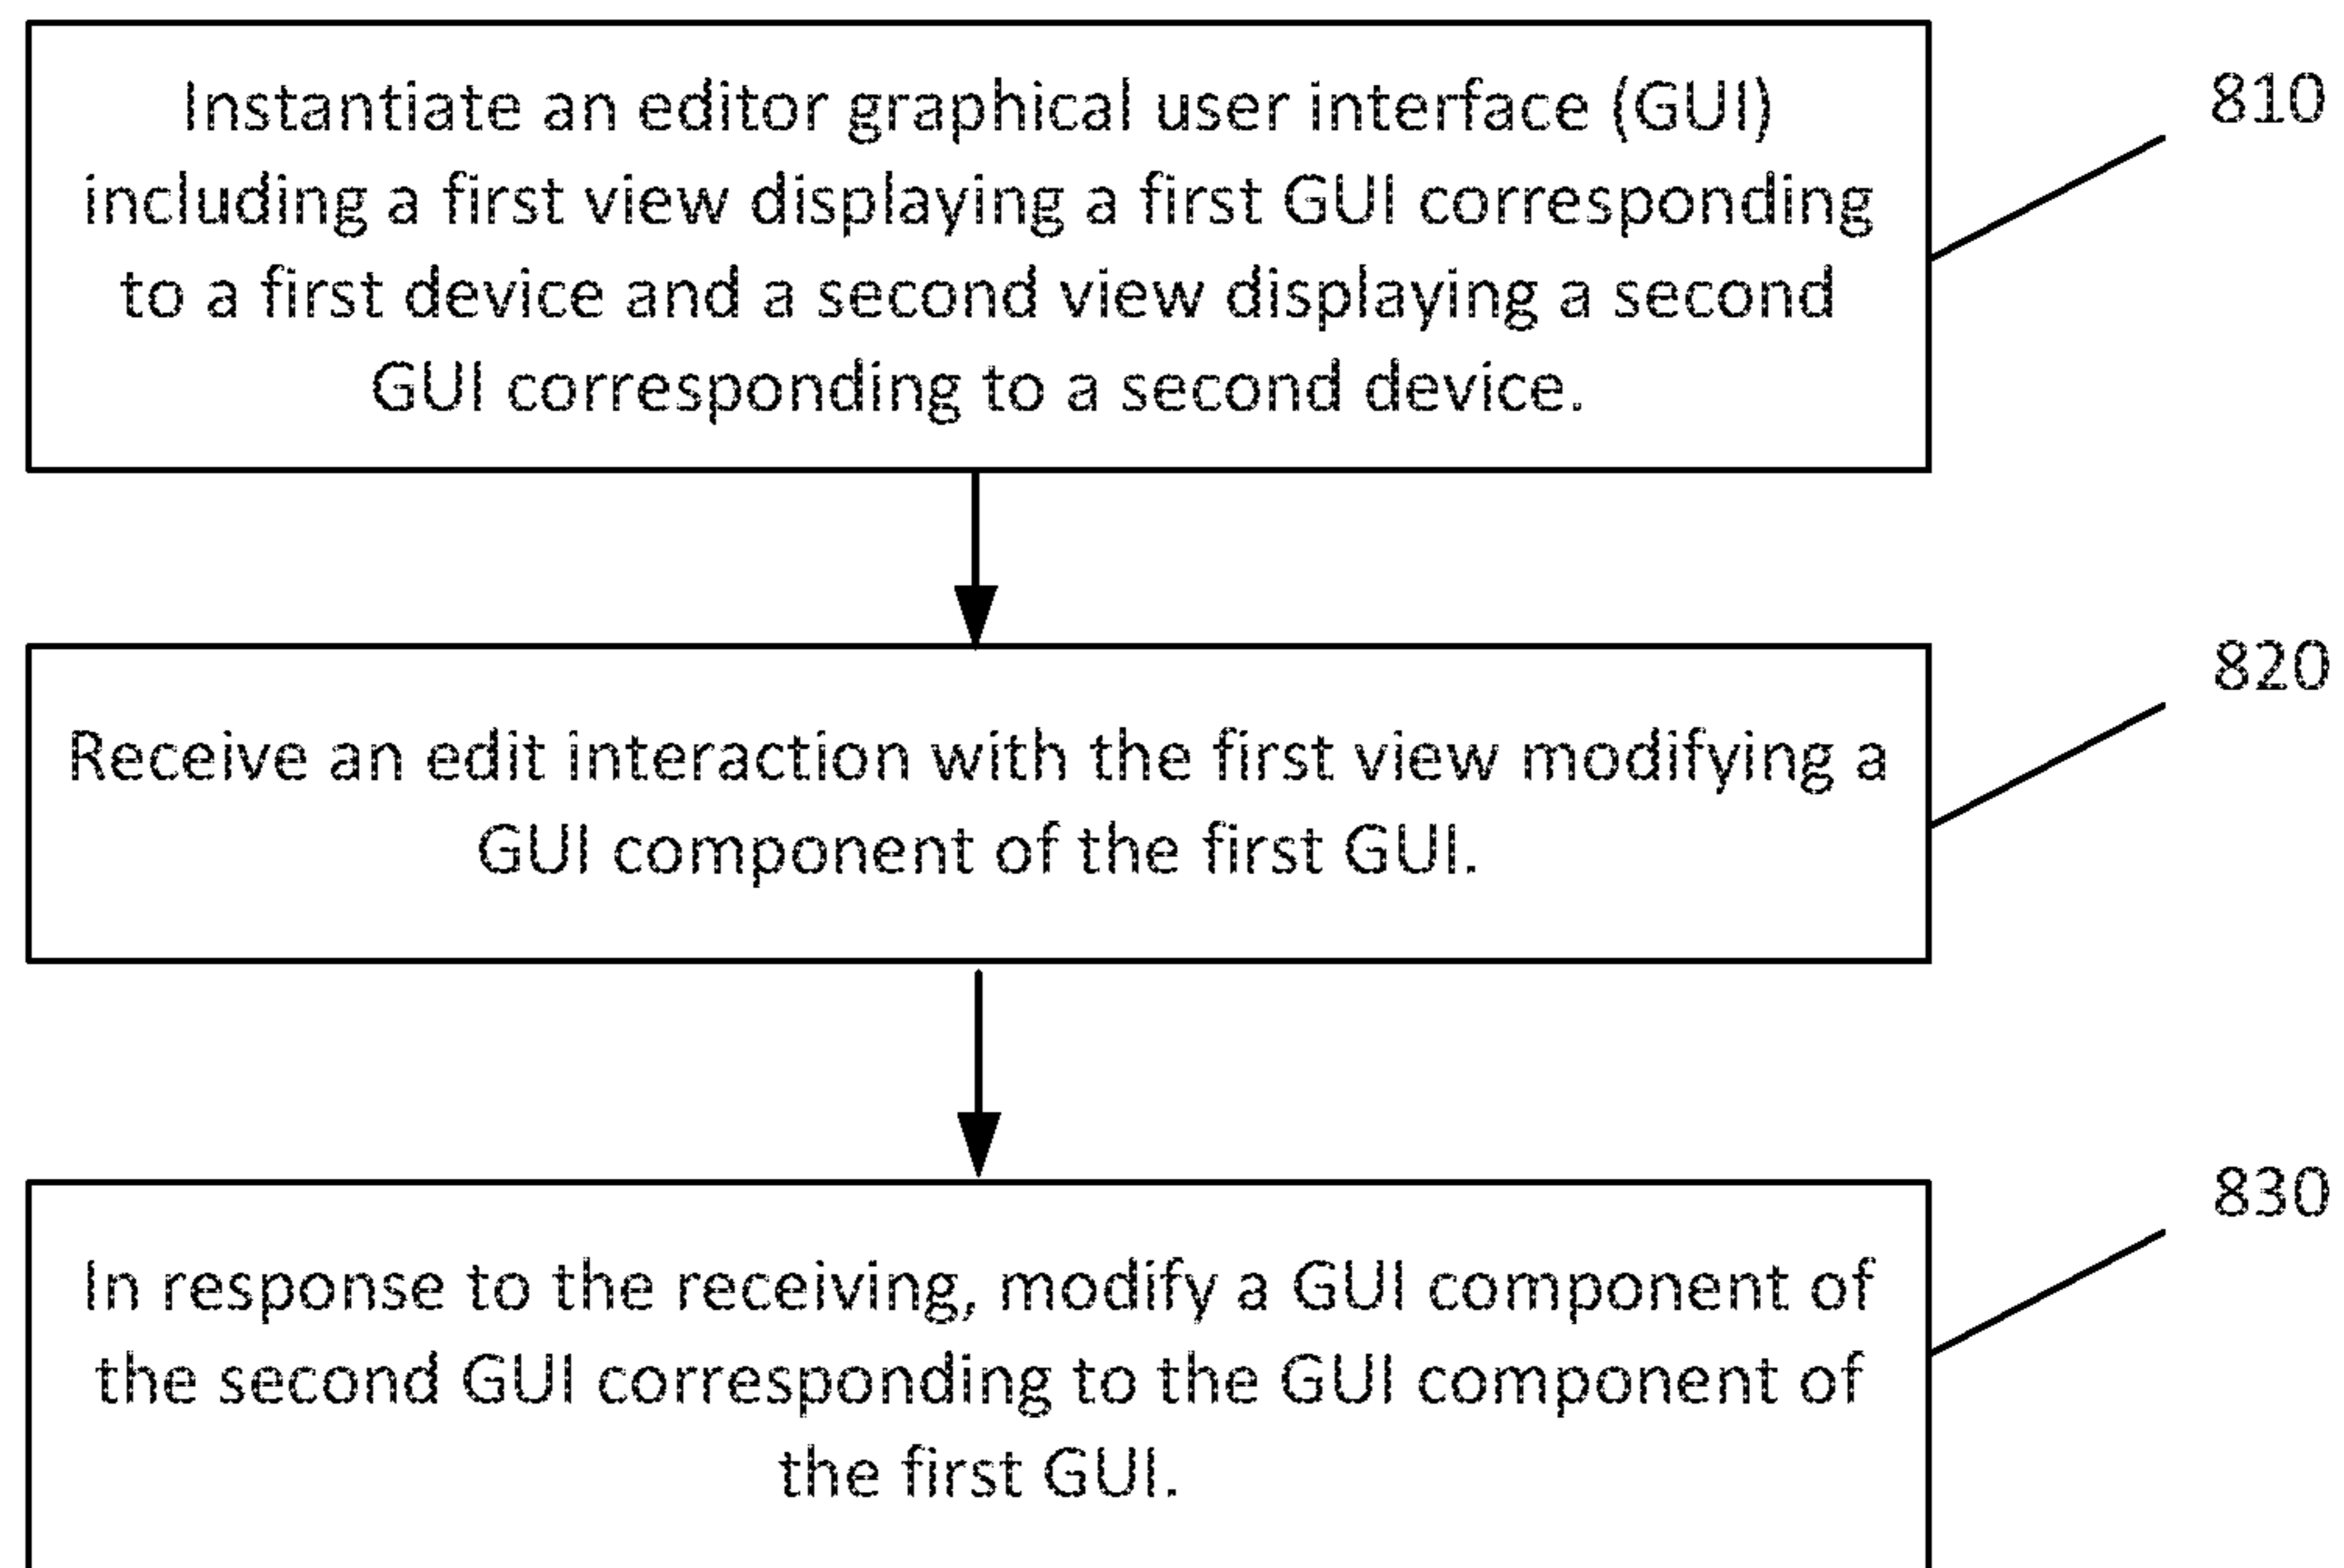 Instantiate an editor graphical user interface (GUI)
including a first view displaying a first GUI corresponding
to a first device and a second view displaying a second
GUI corresponding to a second device.
810
Receive an edit interaction with the first view modifying a
GUI component of the first GUI.
820
In response to the receiving, modify a GUI component of
the second GUI corresponding to the GUI component of
the first GUI.
830